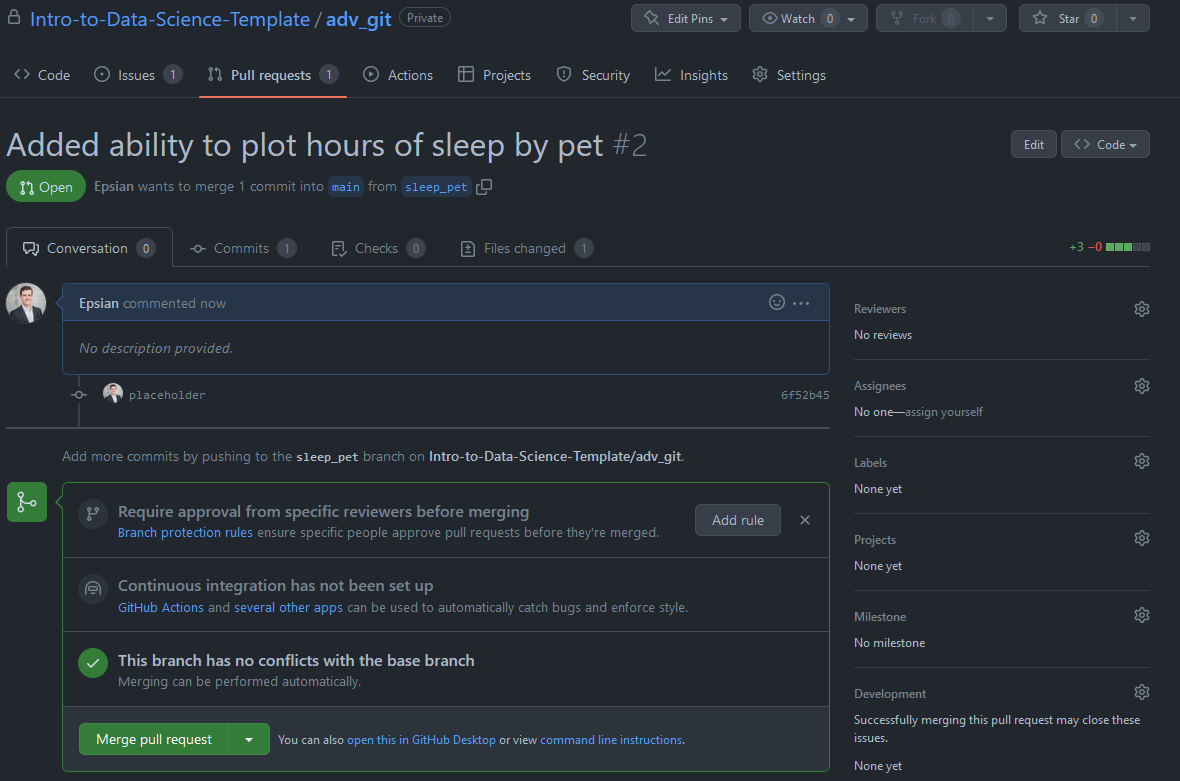 Intro-to-Data-Science-Template / adv_git Private Edit Pins Watch 0 Fork 0 Star 0
Code Issues 1 Pull requests 1 Actions Projects Security Insights Settings
Added ability to plot hours of sleep by pet #2 Edit Code
Open Epsian wants to merge 1 commit into main from sleep_pet
Conversation 0 Commits 1 Checks 0 Files changed 1 +3 −0
Epsian commented now
No description provided.
placeholder 6f52b45
Add more commits by pushing to the sleep_pet branch on Intro-to-Data-Science-Template/adv_git.
Require approval from specific reviewers before merging
Branch protection rules ensure specific people approve pull requests before they're merged.
Add rule
Continuous integration has not been set up
GitHub Actions and several other apps can be used to automatically catch bugs and enforce style.
This branch has no conflicts with the base branch
Merging can be performed automatically.
Merge pull request You can also open this in GitHub Desktop or view command line instructions.
Reviewers
No reviews
Assignees
No one—assign yourself
Labels
None yet
Projects
None yet
Milestone
No milestone
Development
Successfully merging this pull request may close these
issues.
None yet